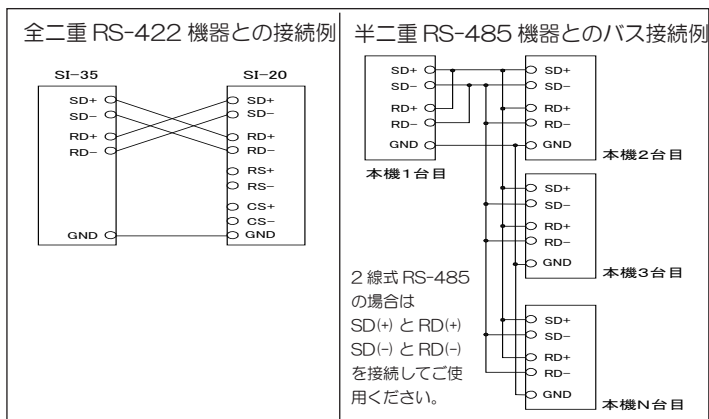 全二重 RS-422 機器との接続例
SI-35
SI-20
SD+
SD-
RD+
RD-
GND
SD+
SD-
RD+
RD-
RS+
RS-
CS+
CS-
GND
半二重 RS-485 機器とのバス接続例
SD+
SD-
RD+
RD-
GND
本機1台目
SD+
SD-
RD+
RD-
GND
本機2台目
SD+
SD-
RD+
RD-
GND
本機3台目
SD+
SD-
RD+
RD-
GND
本機N台目
2 線式 RS-485
の場合は
SD(+) と RD(+)
SD(-) と RD(-)
を接続してご使
用ください。